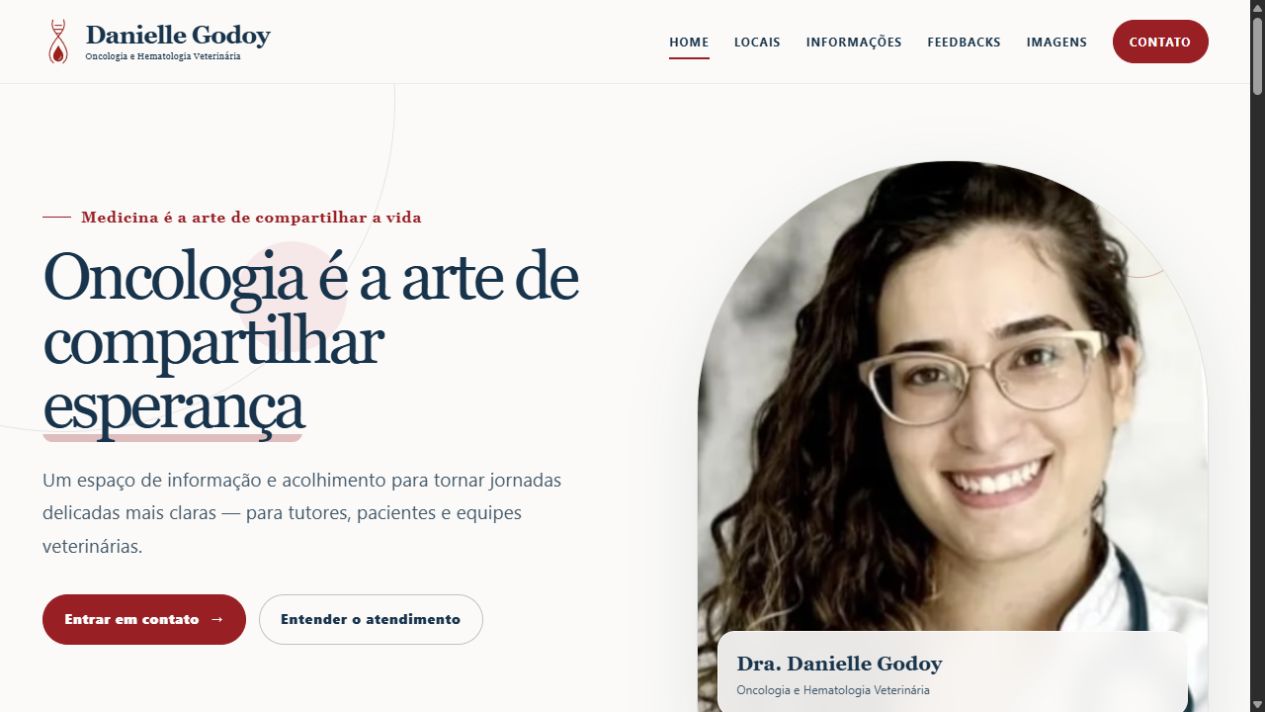 Danielle Godoy
Oncologia e Hematologia Veterinária
HOME
LOCAIS
INFORMAÇÕES
FEEDBACKS
IMAGENS
CONTATO
Medicina é a arte de compartilhar a vida
Oncologia é a arte de
compartilhar
esperança
Um espaço de informação e acolhimento para tornar jornadas
delicadas mais claras — para tutores, pacientes e equipes
veterinárias.
Entrar em contato →
Entender o atendimento
Dra. Danielle Godoy
Oncologia e Hematologia Veterinária